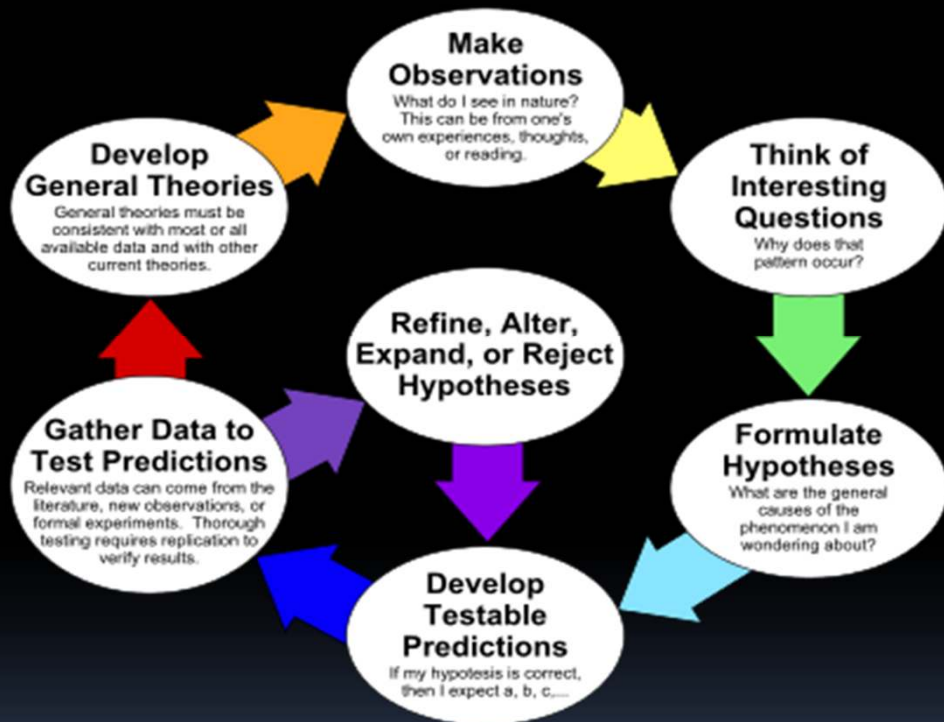 Make
Observations
What do I see in nature?
This can be from one's
own experiences, thoughts,
or reading.
Think of
Interesting
Questions
Why does that
pattern occur?
Formulate
Hypotheses
What are the general
causes of the
phenomenon I am
wondering about?
Develop
Testable
Predictions
If my hypotesis is correct,
then I expect a, b, c,...
Gather Data to
Test Predictions
Relevant data can come from the
literature, new observations, or
formal experiments. Thorough
testing requires replication to
verify results.
Refine, Alter,
Expand, or Reject
Hypotheses
Develop
General Theories
General theories must be
consistent with most or all
available data and with other
current theories.